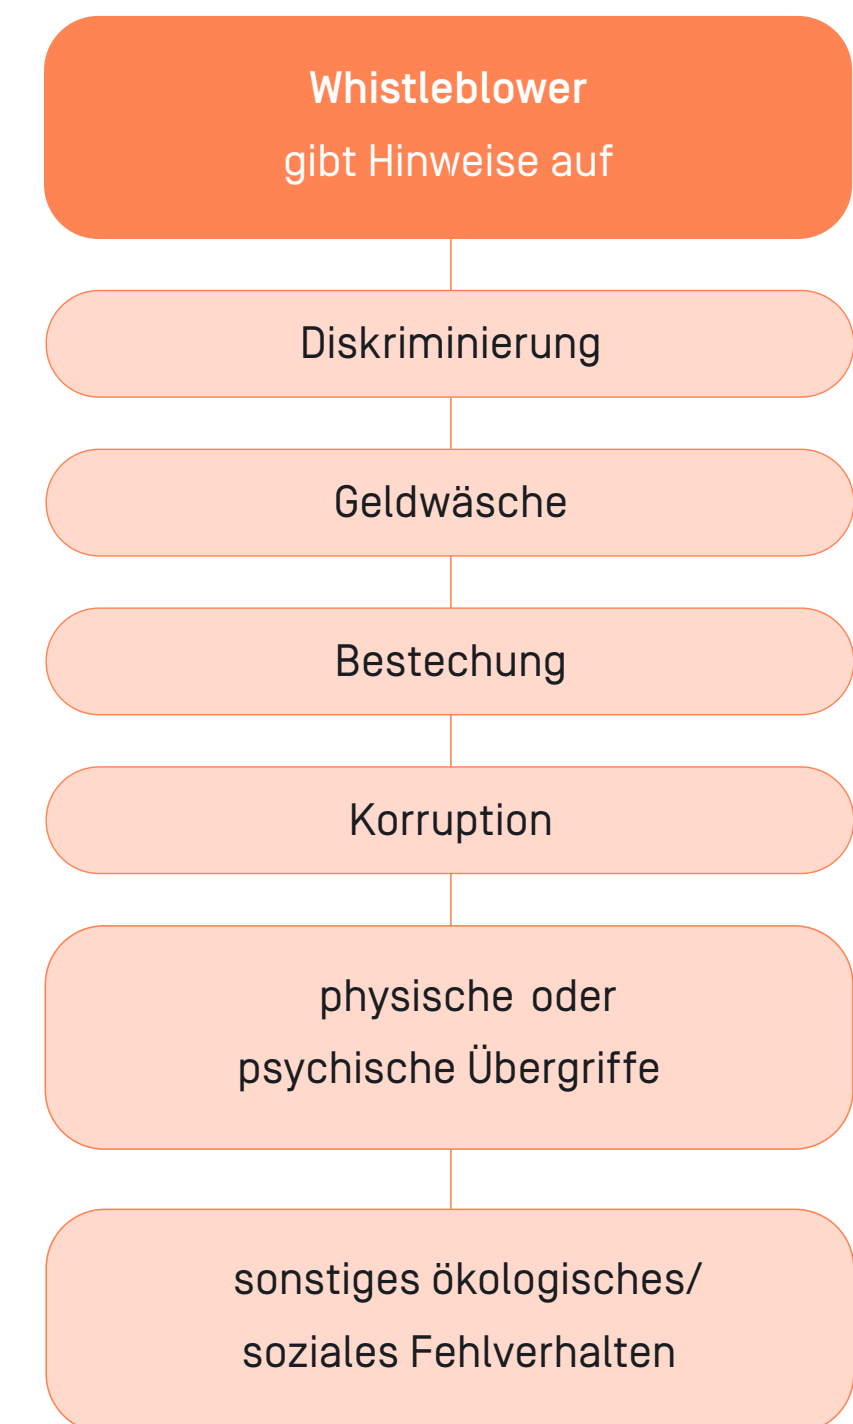 Whistleblower
gibt Hinweise auf
Diskriminierung
Geldwäsche
Bestechung
Korruption
physische oder
psychische Übergriffe
sonstiges ökologisches/
soziales Fehlverhalten